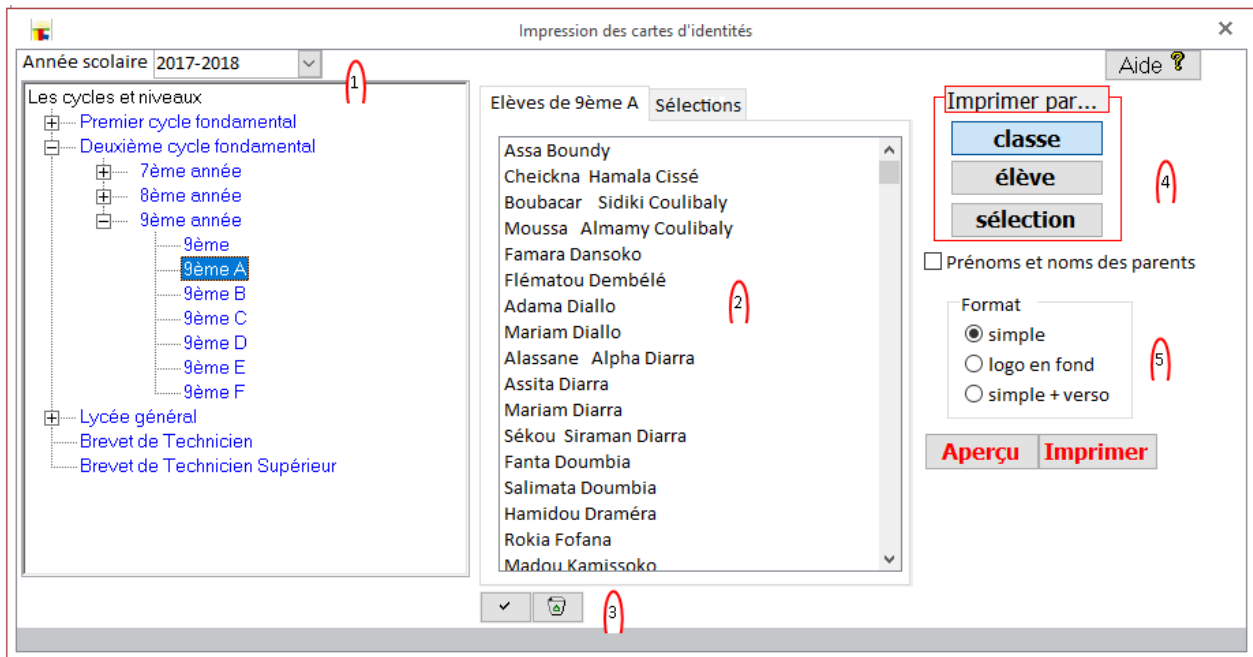 Impression des cartes d'identités
Année scolaire 2017-2018
Aide ?
1
Les cycles et niveaux
Premier cycle fondamental
Deuxième cycle fondamental
7ème année
8ème année
9ème année
9ème
9ème A
9ème B
9ème C
9ème D
9ème E
9ème F
Lycée général
Brevet de Technicien
Brevet de Technicien Supérieur
Elèves de 9ème A Sélections
Assa Boundy
Cheickna Hamala Cissé
Boubacar Sidiki Coulibaly
Moussa Almamy Coulibaly
Famara Dansoko
Flématou Dembélé
Adama Diallo
Mariam Diallo
Alassane Alpha Diarra
Assita Diarra
Mariam Diarra
Sékou Siraman Diarra
Fanta Doumbia
Salimata Doumbia
Hamidou Draméra
Rokia Fofana
Madou Kamissoko
2
3
Imprimer par...
classe
élève
sélection
4
Prénoms et noms des parents
Format
simple
logo en fond
simple + verso
5
Aperçu Imprimer